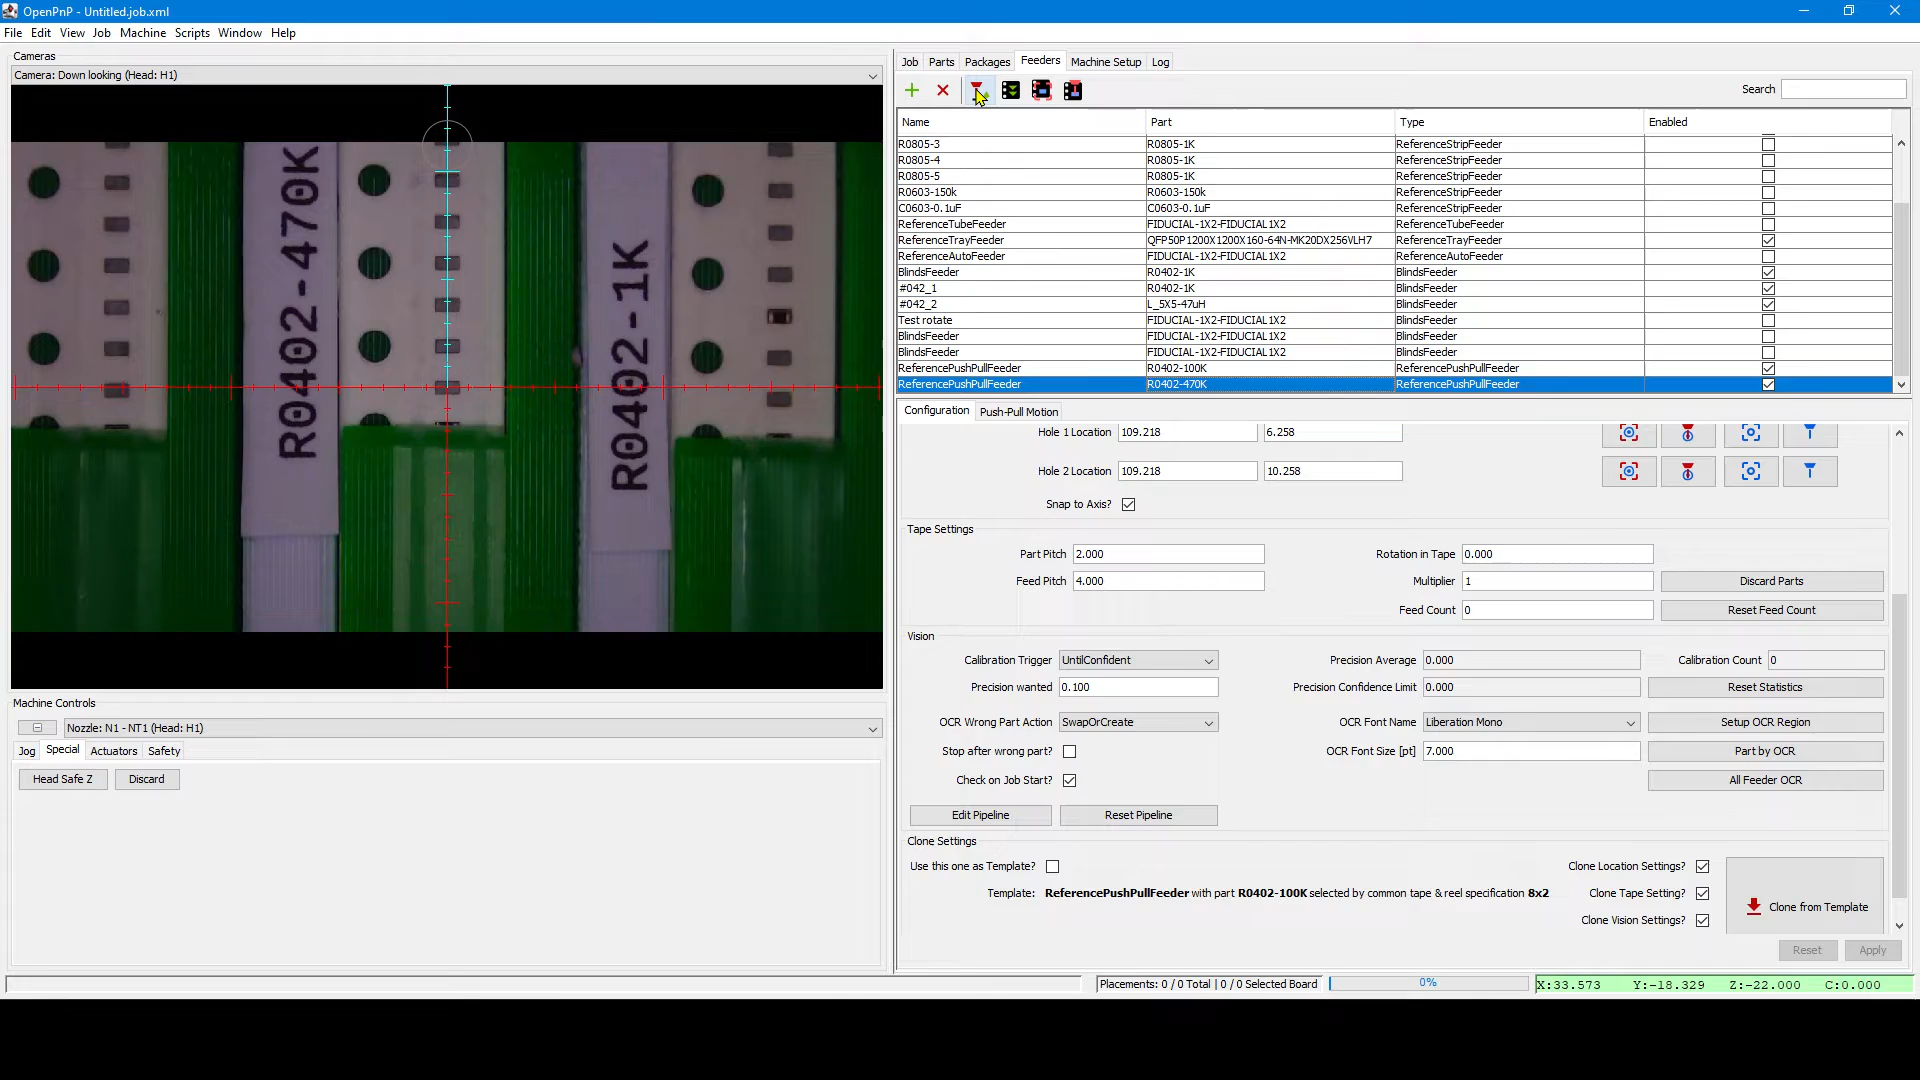 OpenPnP - Untitled.job.xml
File Edit View Job Machine Scripts Window Help
Cameras
Camera: Down looking (Head: H1)
R0402-470K
R0402-1K
Machine Controls
Nozzle: N1 - NT1 (Head: H1)
Jog Special Actuators Safety
Head Safe Z Discard
Job Parts Packages Feeders Machine Setup Log
Search
Name Part Type Enabled
R0805-3 R0805-1K ReferenceStripFeeder
R0805-4 R0805-1K ReferenceStripFeeder
R0805-5 R0805-1K ReferenceStripFeeder
R0603-150k R0603-150k ReferenceStripFeeder
C0603-0.1uF C0603-0.1uF ReferenceStripFeeder
ReferenceTubeFeeder FIDUCIAL-1X2-FIDUCIAL1X2 ReferenceTubeFeeder
ReferenceTrayFeeder QFP50P1200X1200X160-64N-MK20DX256VLH7 ReferenceTrayFeeder
ReferenceAutoFeeder FIDUCIAL-1X2-FIDUCIAL1X2 ReferenceAutoFeeder
BlindsFeeder R0402-1K BlindsFeeder
#042_1 R0402-1K BlindsFeeder
#042_2 L_5X5-47uH BlindsFeeder
Test rotate FIDUCIAL-1X2-FIDUCIAL1X2 BlindsFeeder
BlindsFeeder FIDUCIAL-1X2-FIDUCIAL1X2 BlindsFeeder
BlindsFeeder FIDUCIAL-1X2-FIDUCIAL1X2 BlindsFeeder
ReferencePushPullFeeder R0402-100K ReferencePushPullFeeder
ReferencePushPullFeeder R0402-470K ReferencePushPullFeeder
Configuration Push-Pull Motion
Hole 1 Location 109.218 6.258
Hole 2 Location 109.218 10.258
Snap to Axis?
Tape Settings
Part Pitch 2.000 Rotation in Tape 0.000
Feed Pitch 4.000 Multiplier 1 Discard Parts
Feed Count 0 Reset Feed Count
Vision
Calibration Trigger UntilConfident Precision Average 0.000 Calibration Count 0
Precision wanted 0.100 Precision Confidence Limit 0.000 Reset Statistics
OCR Wrong Part Action SwapOrCreate OCR Font Name Liberation Mono Setup OCR Region
Stop after wrong part? OCR Font Size [pt] 7.000 Part by OCR
Check on Job Start? All Feeder OCR
Edit Pipeline Reset Pipeline
Clone Settings
Use this one as Template? Clone Location Settings?
Template: ReferencePushPullFeeder with part R0402-100K selected by common tape & reel specification 8x2 Clone Tape Setting?
Clone from Template
Clone Vision Settings?
Reset Apply
Placements: 0 / 0 Total | 0 / 0 Selected Board 0% X:33.573 Y:-18.329 Z:-22.000 C:0.000